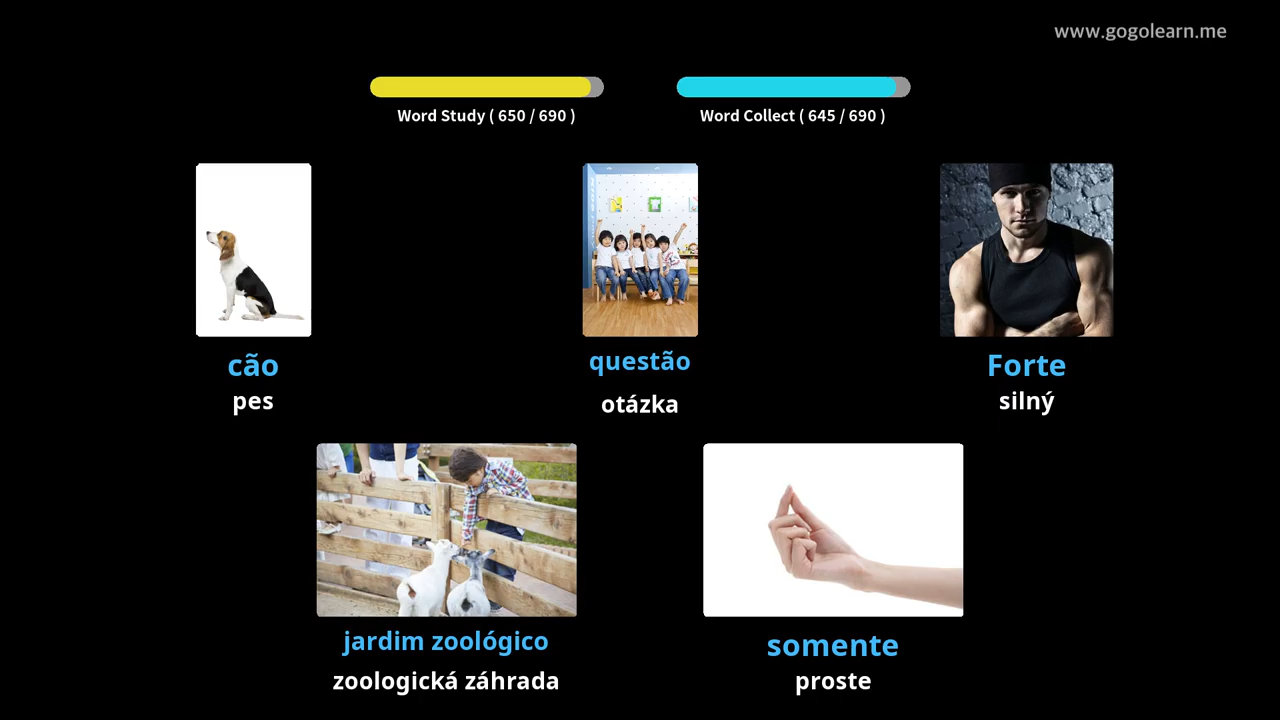 www.gogolearn.me
Word Study ( 650 / 690 )
Word Collect ( 645 / 690 )
cão
pes
questão
otázka
Forte
silný
jardim zoológico
zoologická záhrada
somente
proste